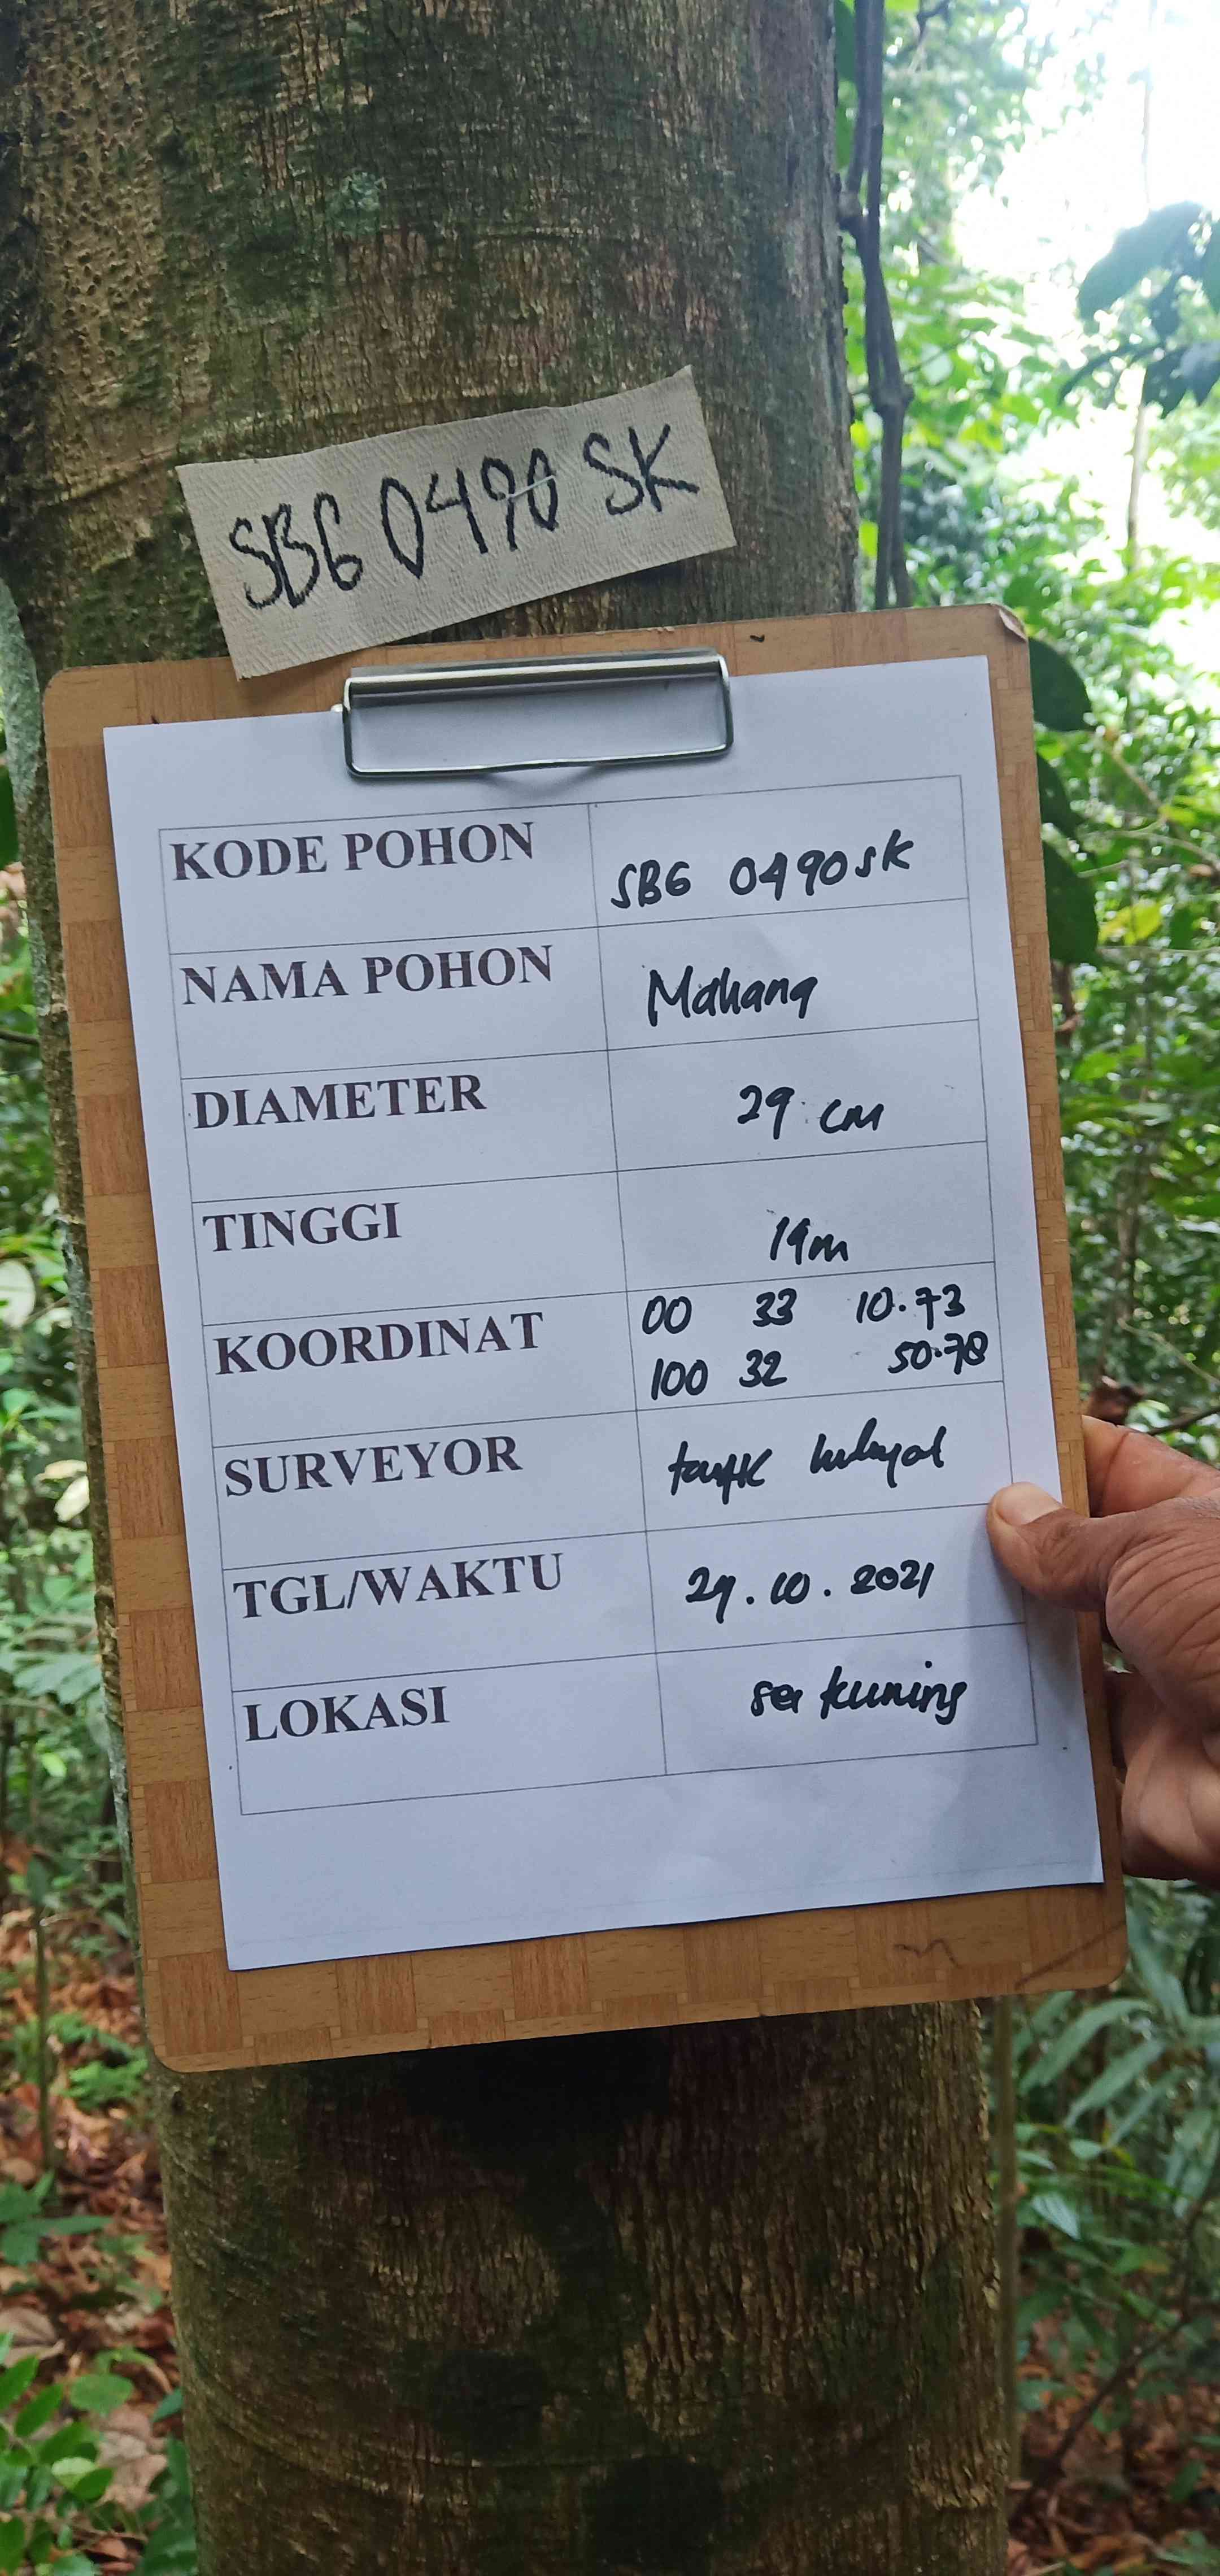 SBG 0490 SK
KODE POHON SBG 0490 SK
NAMA POHON Mahang
DIAMETER 29 cm
TINGGI 19m
KOORDINAT 00 33 10.73
100 32 50.78
SURVEYOR taufik hidayat
TGL/WAKTU 29.10.2021
LOKASI sei kuning